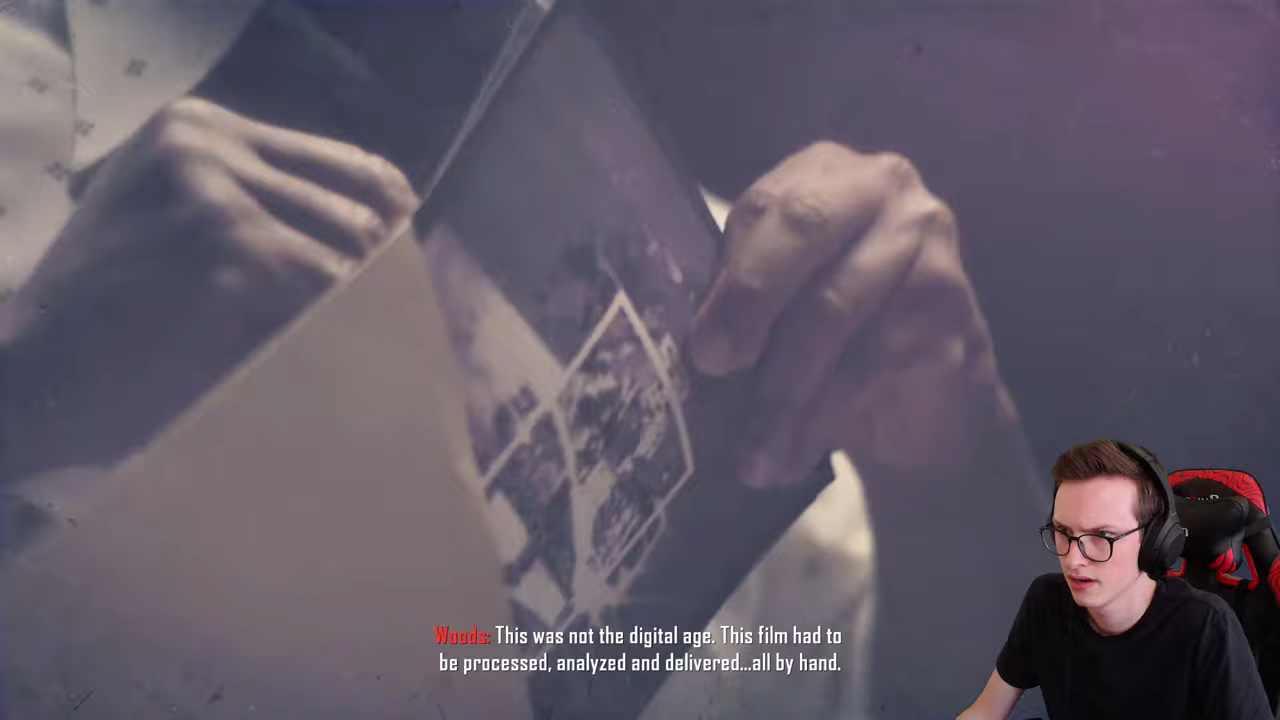 Woods: This was not the digital age. This film had to
be processed, analyzed and delivered...all by hand.